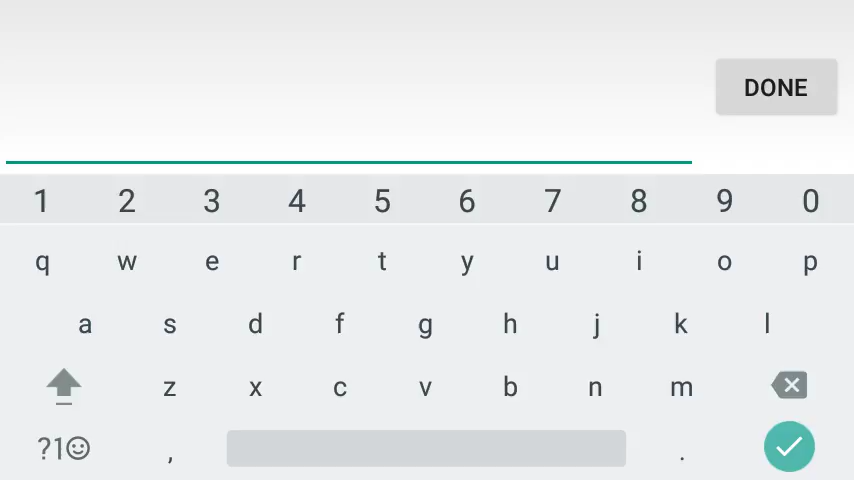 DONE
1 2 3 4 5 6 7 8 9 0
q w e r t y u i o p
a s d f g h j k l
z x c v b n m
?1☺ , .